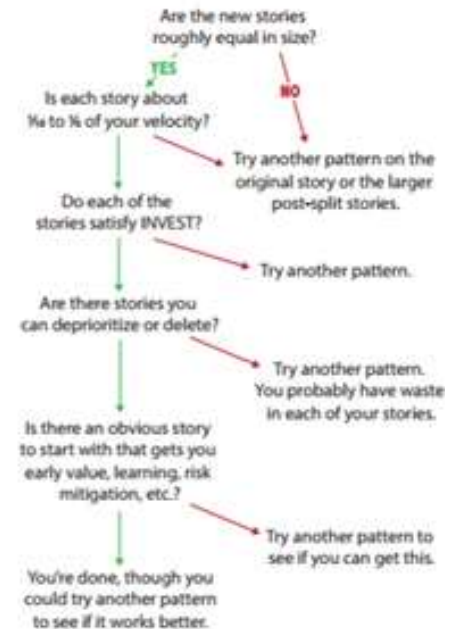 Are the new stories
roughly equal in size?
YES
NO
Is each story about
to ⅙ of your velocity?
Try another pattern on the
original story or the larger
post-split stories.
Do each of the
stories satisfy INVEST?
Try another pattern.
Are there stories you
can deprioritize or delete?
Try another pattern.
You probably have waste
in each of your stories.
Is there an obvious story
to start with that gets you
early value, learning, risk
mitigation, etc.?
Try another pattern to
see if you can get this.
You're done, though you
could try another pattern
to see if it works better.